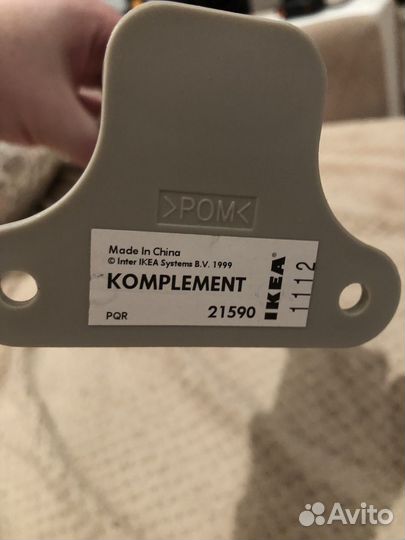 >POM<
Made In China
© Inter IKEA Systems B.V. 1999
KOMPLEMENT
PQR 21590
IKEA
1112
Avito